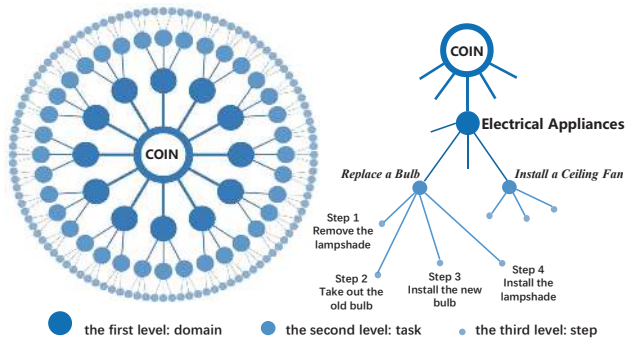 COIN
COIN
Electrical Appliances
Replace a Bulb
Install a Ceiling Fan
Step 1
Remove the
lampshade
Step 2
Take out the
old bulb
Step 3
Install the new
bulb
Step 4
Install the
lampshade
the first level: domain
the second level: task
the third level: step